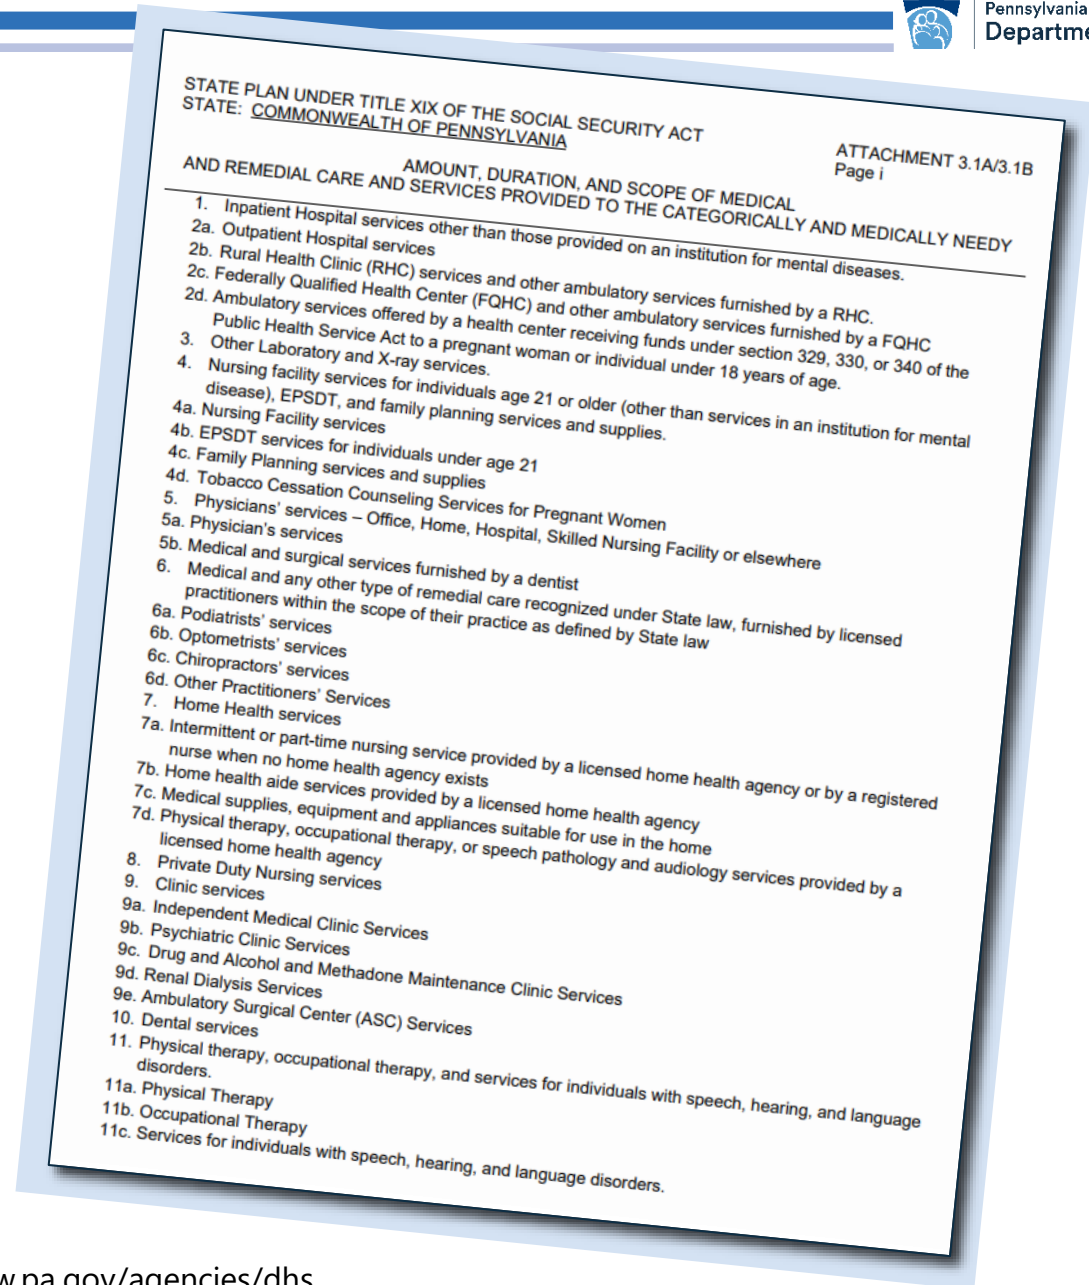 Pennsylvania
Departme
STATE PLAN UNDER TITLE XIX OF THE SOCIAL SECURITY ACT
STATE: COMMONWEALTH OF PENNSYLVANIA
ATTACHMENT 3.1A/3.1B
Page i
AMOUNT, DURATION, AND SCOPE OF MEDICAL
AND REMEDIAL CARE AND SERVICES PROVIDED TO THE CATEGORICALLY AND MEDICALLY NEEDY
1. Inpatient Hospital services other than those provided on an institution for mental diseases.
2a. Outpatient Hospital services
2b. Rural Health Clinic (RHC) services and other ambulatory services furnished by a RHC.
2c. Federally Qualified Health Center (FQHC) and other ambulatory services furnished by a FQHC
2d. Ambulatory services offered by a health center receiving funds under section 329, 330, or 340 of the
Public Health Service Act to a pregnant woman or individual under 18 years of age.
3. Other Laboratory and X-ray services.
4. Nursing facility services for individuals age 21 or older (other than services in an institution for mental
disease), EPSDT, and family planning services and supplies.
4a. Nursing Facility services
4b. EPSDT services for individuals under age 21
4c. Family Planning services and supplies
4d. Tobacco Cessation Counseling Services for Pregnant Women
5. Physicians' services – Office, Home, Hospital, Skilled Nursing Facility or elsewhere
5a. Physician's services
5b. Medical and surgical services furnished by a dentist
6. Medical and any other type of remedial care recognized under State law, furnished by licensed
practitioners within the scope of their practice as defined by State law
6a. Podiatrists' services
6b. Optometrists' services
6c. Chiropractors' services
6d. Other Practitioners' Services
7. Home Health services
7a. Intermittent or part-time nursing service provided by a licensed home health agency or by a registered
nurse when no home health agency exists
7b. Home health aide services provided by a licensed home health agency
7c. Medical supplies, equipment and appliances suitable for use in the home
7d. Physical therapy, occupational therapy, or speech pathology and audiology services provided by a
licensed home health agency
8. Private Duty Nursing services
9. Clinic services
9a. Independent Medical Clinic Services
9b. Psychiatric Clinic Services
9c. Drug and Alcohol and Methadone Maintenance Clinic Services
9d. Renal Dialysis Services
9e. Ambulatory Surgical Center (ASC) Services
10. Dental services
11. Physical therapy, occupational therapy, and services for individuals with speech, hearing, and language
disorders.
11a. Physical Therapy
11b. Occupational Therapy
11c. Services for individuals with speech, hearing, and language disorders.
w.pa.gov/agencies/dhs